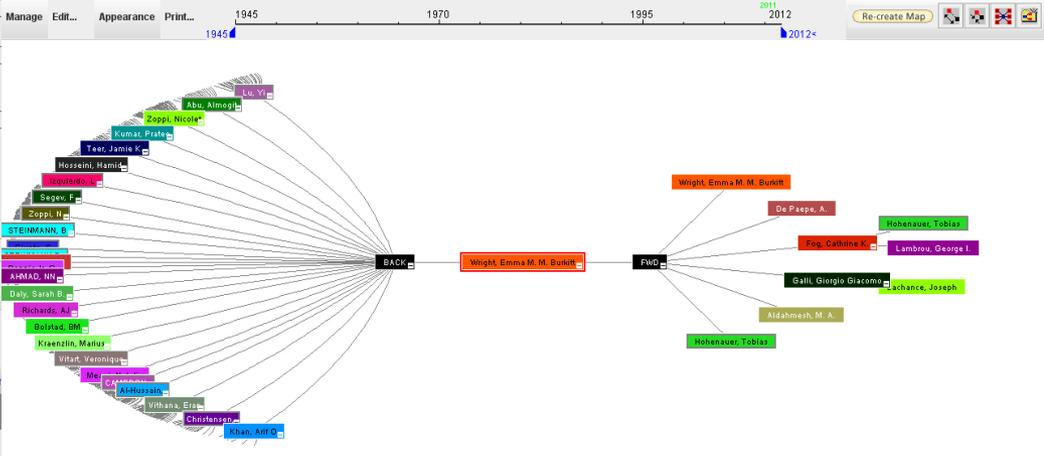 Manage Edit... Appearance Print...
1945 1970 1995 2011 2012
1945 2012<
Re-create Map
Lu, Yi
Abu, Almogi
Zoppi, Nicole*
Kumar, Prate
Teer, Jamie K
Hosseini, Hamid
Izquierdo, L
Segev, F
Zoppi, N
STEINMANN, B
AHMAD, NN
Daly, Sarah B.
Richards, AJ
Bolstad, BM
Kraenzlin, Marius
Vitart, Veronique
CAMERON
Al-Hussain,
Vithana, Era
Christensen,
Khan, Arif O
BACK
Wright, Emma M. M. Burkitt
FWD
Wright, Emma M. M. Burkitt
De Paepe, A.
Fog, Cathrine K.
Hohenauer, Tobias
Lambrou, George I.
Galli, Giorgio Giacomo
Lachance, Joseph
Aldahmesh, M. A.
Hohenauer, Tobias